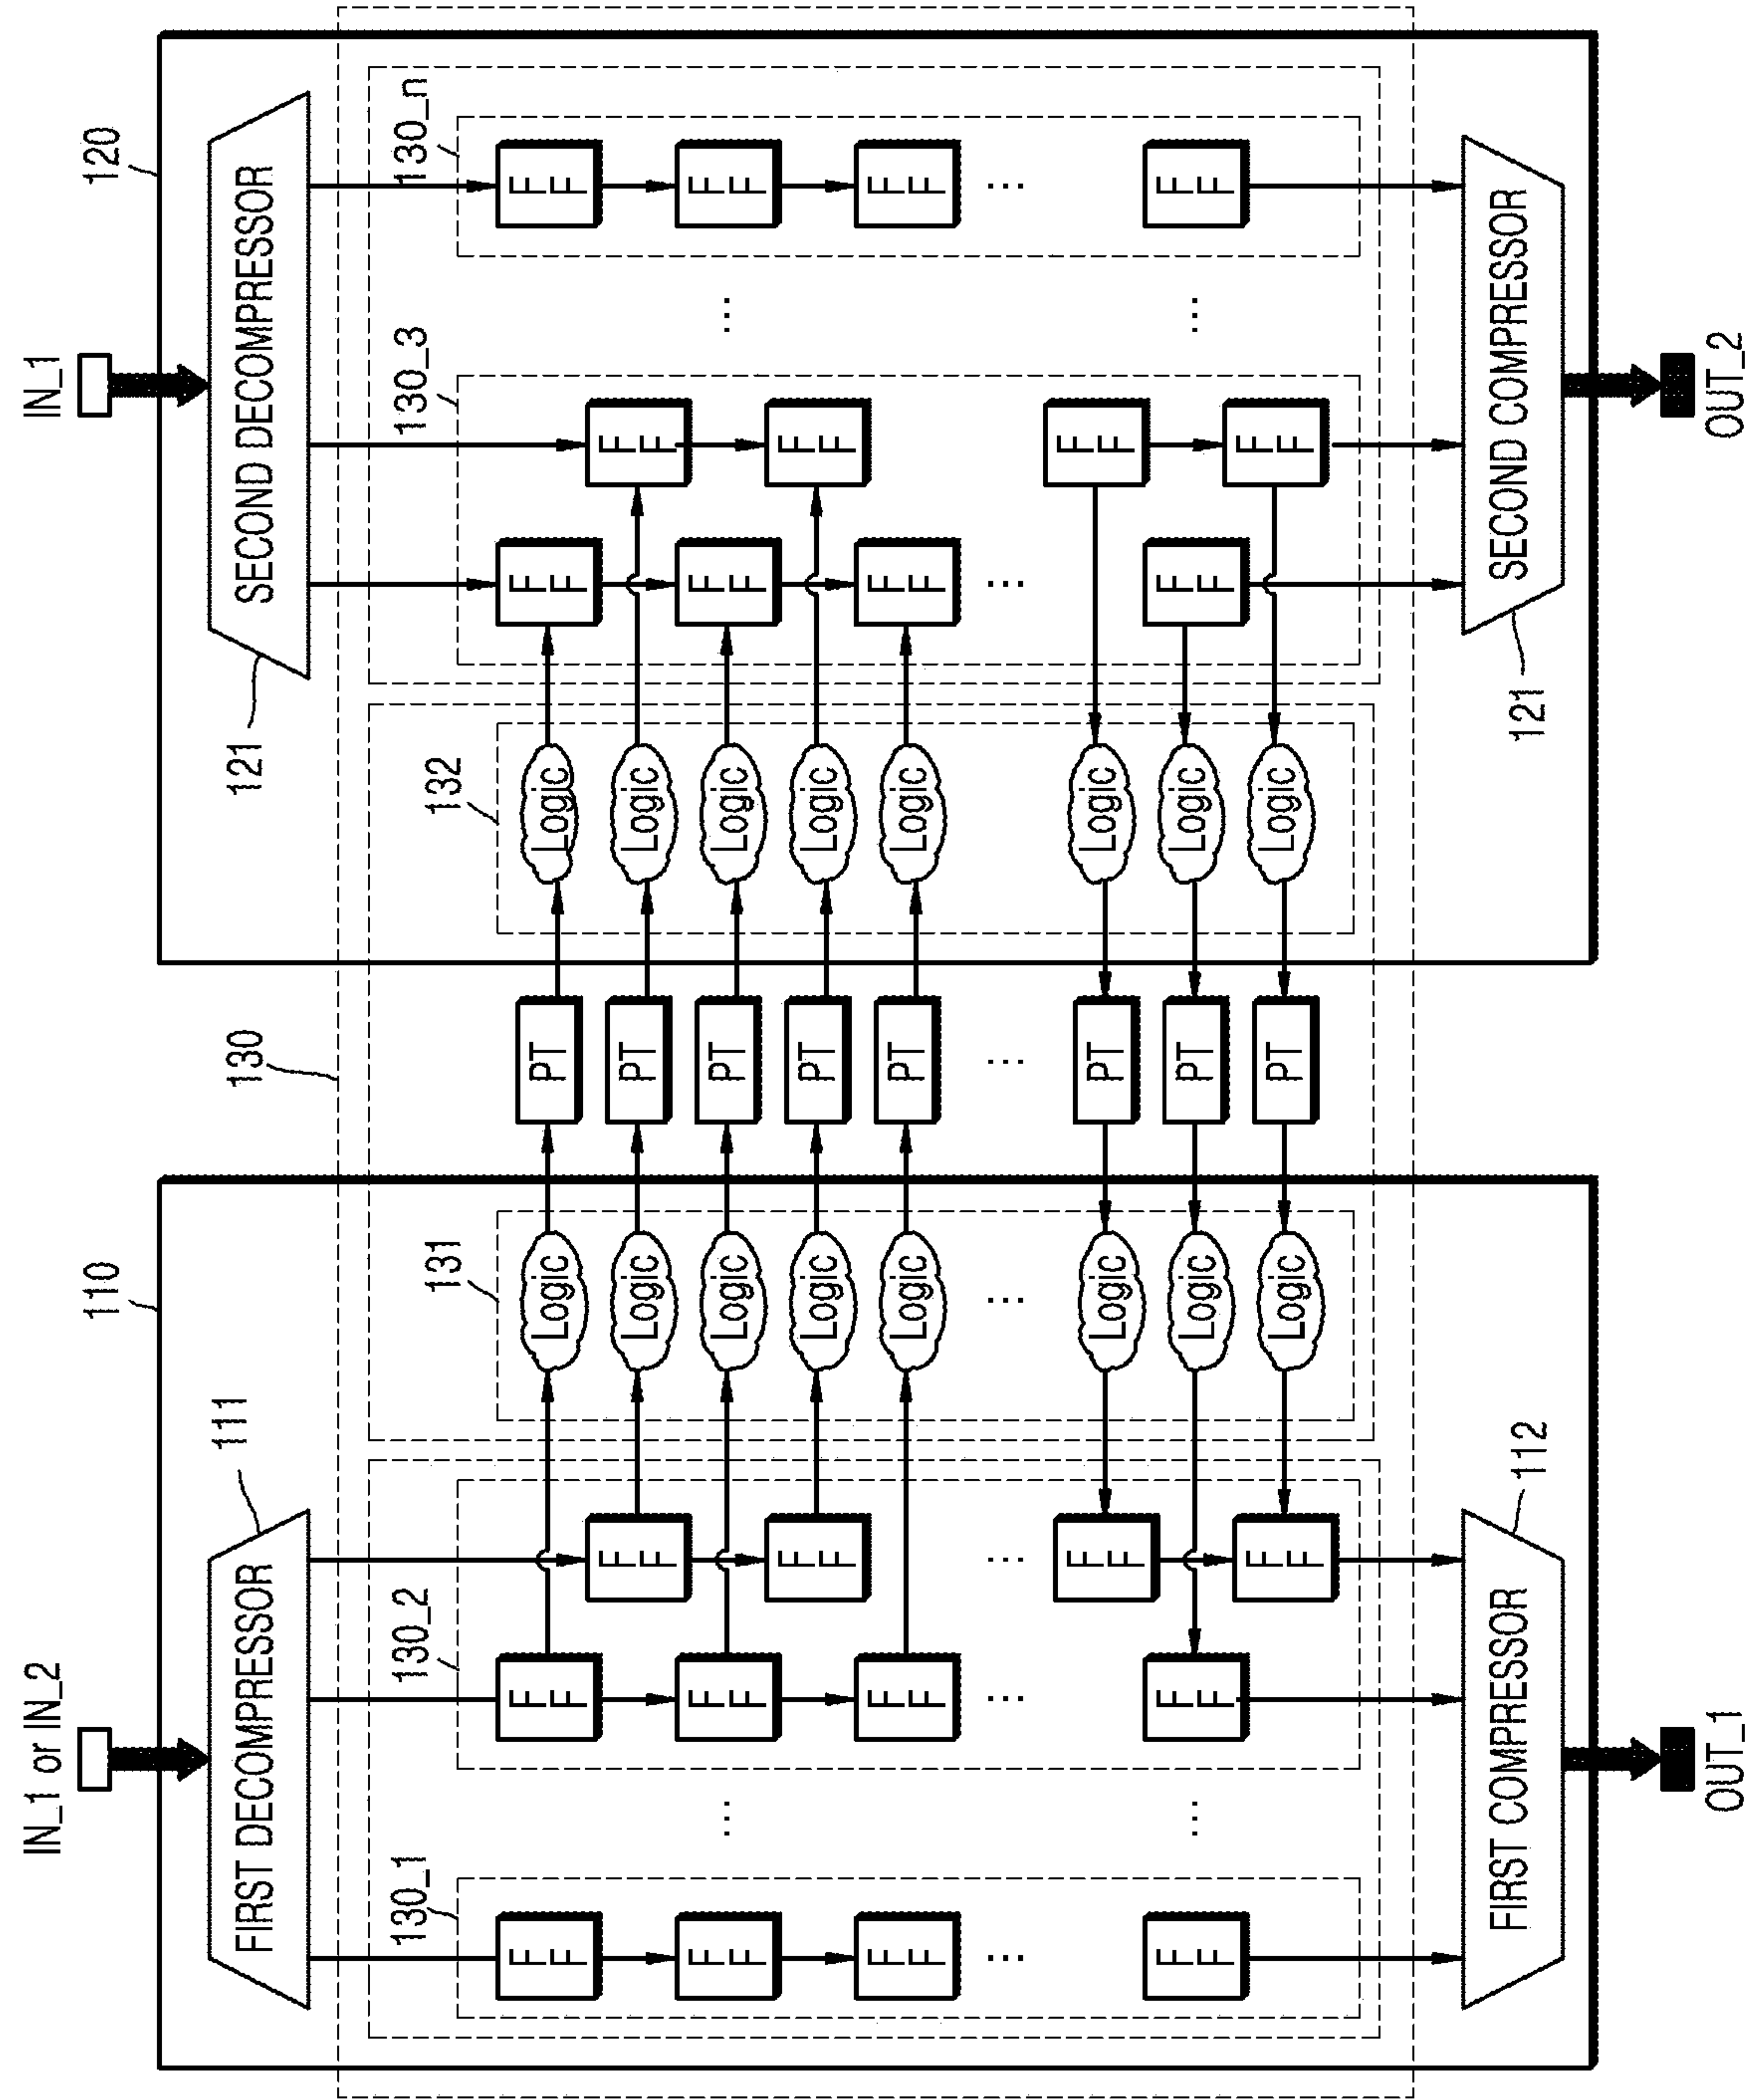 IN_1 or IN_2 IN_1
110 120
111 130 121
FIRST DECOMPRESSOR SECOND DECOMPRESSOR
130_1 130_2 131 132 130_3 130_n
FF FF Logic PT Logic FF FF
FF Logic PT Logic FF
FF FF Logic PT Logic FF FF
FF Logic PT Logic FF
FF FF Logic PT Logic FF FF
FF Logic PT Logic FF
FF FF Logic PT Logic FF FF
FF Logic PT Logic FF
112 121
FIRST COMPRESSOR SECOND COMPRESSOR
OUT_1 OUT_2